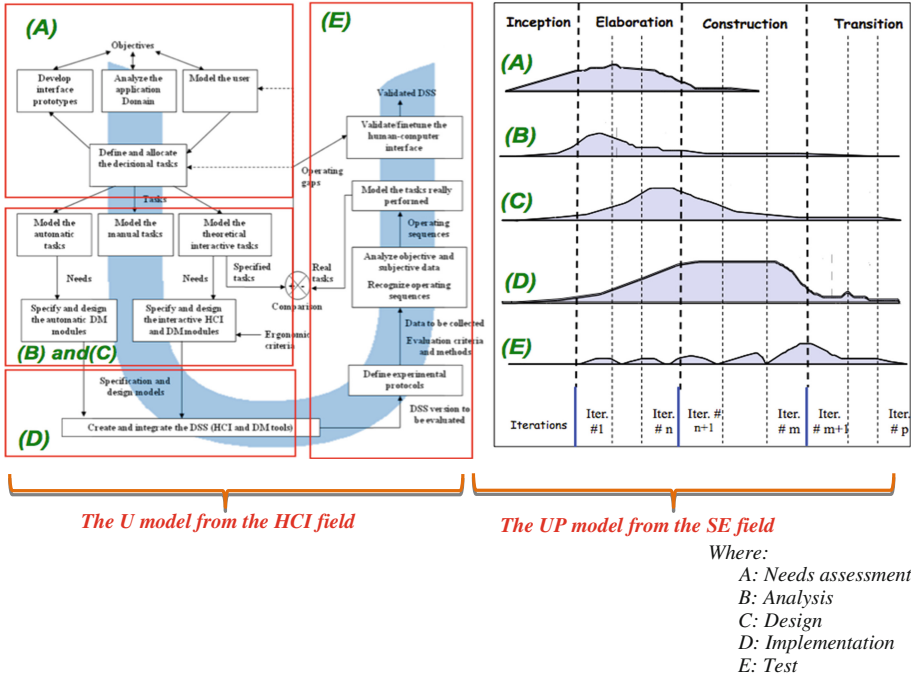 (A)
Objectives
Develop
interface
prototypes
Analyze the
application
Domain
Model the user
Define and allocate
the decisional tasks
Tasks
Model the
automatic
tasks
Model the
manual tasks
Model the
theoretical
interactive tasks
Needs
Needs
Specified
tasks
Specify and design
the automatic DM
modules
Specify and design
the interactive HCI
and DM modules
Ergonomic
criteria
(B) and(C)
Specification and
design models
(D)
Create and integrate the DSS (HCI and DM tools)
(E)
Validated DSS
Validate/finetune the
human-computer
interface
Operating
gaps
Model the tasks really
performed
Operating
sequences
Analyze objective and
subjective data
Recognize operating
sequences
Real
tasks
Comparison
Data to be collected
Evaluation criteria
and methods
Define experimental
protocols
DSS version to
be evaluated
Inception Elaboration Construction Transition
(A)
(B)
(C)
(D)
(E)
Iterations
Iter.
#1
Iter.
# n
Iter. #
n+1
Iter.
# m
Iter.
# m+1
Iter.
# p
The U model from the HCI field
The UP model from the SE field
Where:
A: Needs assessment
B: Analysis
C: Design
D: Implementation
E: Test